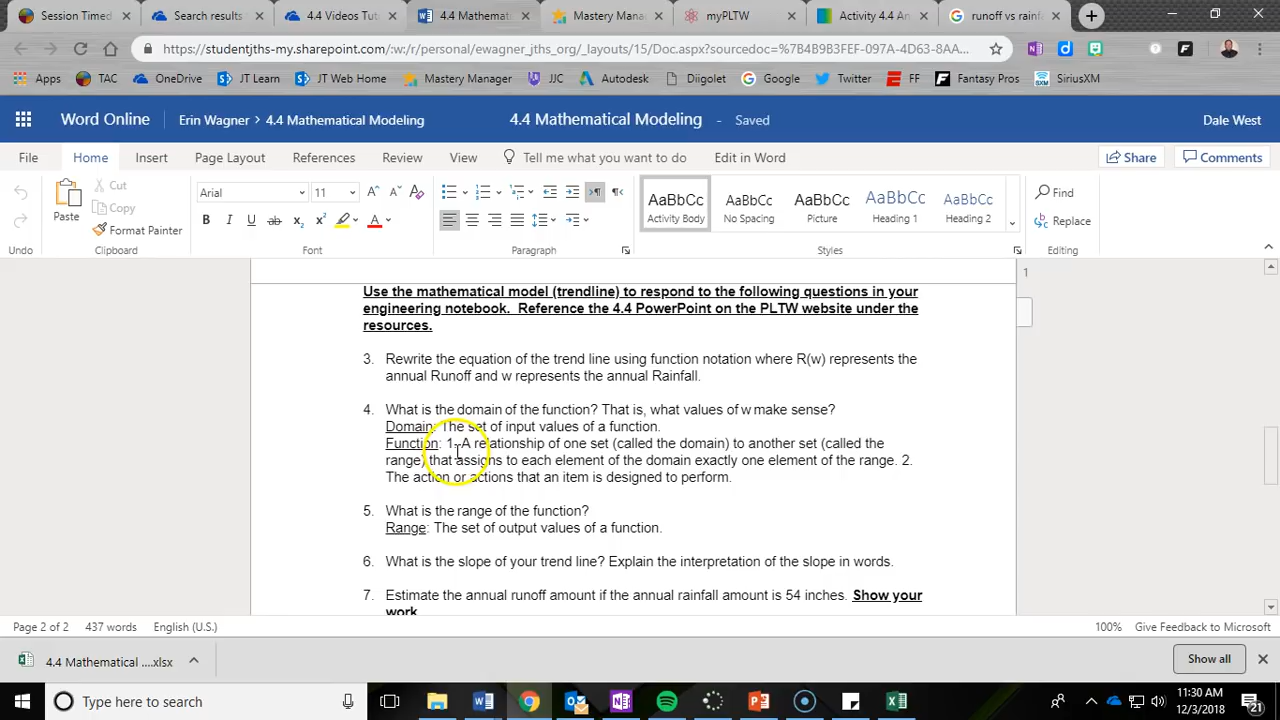 Session Timed
Search results
4.4 Videos Tut
4.4 Mathemati
Mastery Mana
myPLTW
Activity 4.4 An
runoff vs rainf
https://studentjths-my.sharepoint.com/:w:/r/personal/ewagner_jths_org/_layouts/15/Doc.aspx?sourcedoc=%7B4B9B3FEF-097A-4D63-8AA...
Apps TAC OneDrive JT Learn JT Web Home Mastery Manager JJC Autodesk Diigolet Google Twitter FF Fantasy Pros SiriusXM
Word Online Erin Wagner > 4.4 Mathematical Modeling 4.4 Mathematical Modeling - Saved Dale West
File Home Insert Page Layout References Review View Tell me what you want to do Edit in Word Share Comments
Paste
Cut
Copy
Format Painter
Arial 11
AaBbCc AaBbCc AaBbCc AaBbCc AaBbCc
Activity Body No Spacing Picture Heading 1 Heading 2
Find
Replace
Undo Clipboard Font Paragraph Styles Editing
1
Use the mathematical model (trendline) to respond to the following questions in your
engineering notebook. Reference the 4.4 PowerPoint on the PLTW website under the
resources.
3. Rewrite the equation of the trend line using function notation where R(w) represents the
annual Runoff and w represents the annual Rainfall.
4. What is the domain of the function? That is, what values of w make sense?
Domain: The set of input values of a function.
Function: 1. A relationship of one set (called the domain) to another set (called the
range) that assigns to each element of the domain exactly one element of the range. 2.
The action or actions that an item is designed to perform.
5. What is the range of the function?
Range: The set of output values of a function.
6. What is the slope of your trend line? Explain the interpretation of the slope in words.
7. Estimate the annual runoff amount if the annual rainfall amount is 54 inches. Show your
work
Page 2 of 2 437 words English (U.S.) 100% Give Feedback to Microsoft
4.4 Mathematical ....xlsx Show all
Type here to search
11:30 AM
12/3/2018
21